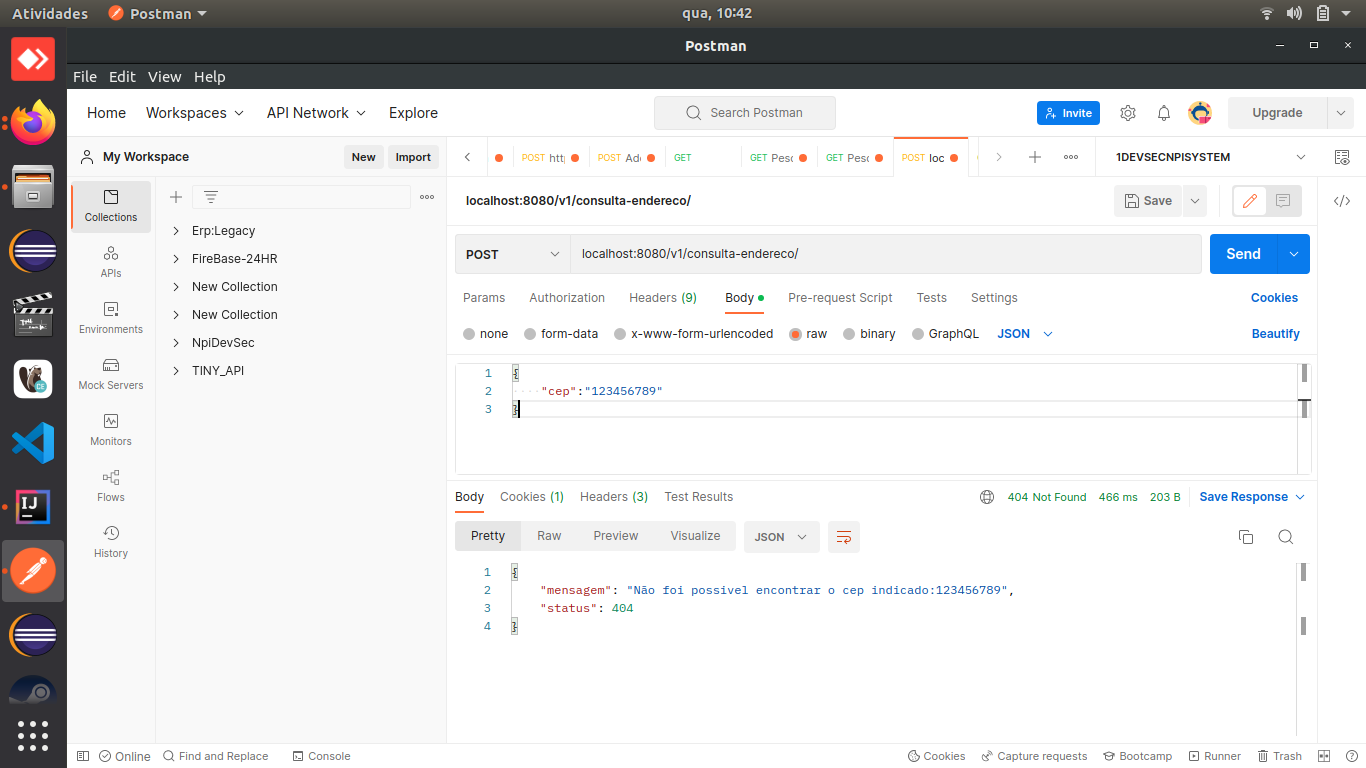 Atividades Postman qua, 10:42
Postman
File Edit View Help
Home Workspaces API Network Explore Search Postman Invite Upgrade
My Workspace New Import POST htt POST Ad GET GET Pesc GET Pesc POST loc 1DEVSECNPISYSTEM
Collections
APIs
Environments
Mock Servers
Monitors
Flows
History
Erp:Legacy
FireBase-24HR
New Collection
New Collection
NpiDevSec
TINY_API
localhost:8080/v1/consulta-endereco/ Save
POST localhost:8080/v1/consulta-endereco/ Send
Params Authorization Headers (9) Body Pre-request Script Tests Settings Cookies
none form-data x-www-form-urlencoded raw binary GraphQL JSON Beautify
1 {
2 "cep":"123456789"
3 }
Body Cookies (1) Headers (3) Test Results 404 Not Found 466 ms 203 B Save Response
Pretty Raw Preview Visualize JSON
1 {
2 "mensagem": "Não foi possivel encontrar o cep indicado:123456789",
3 "status": 404
4 }
Online Find and Replace Console Cookies Capture requests Bootcamp Runner Trash